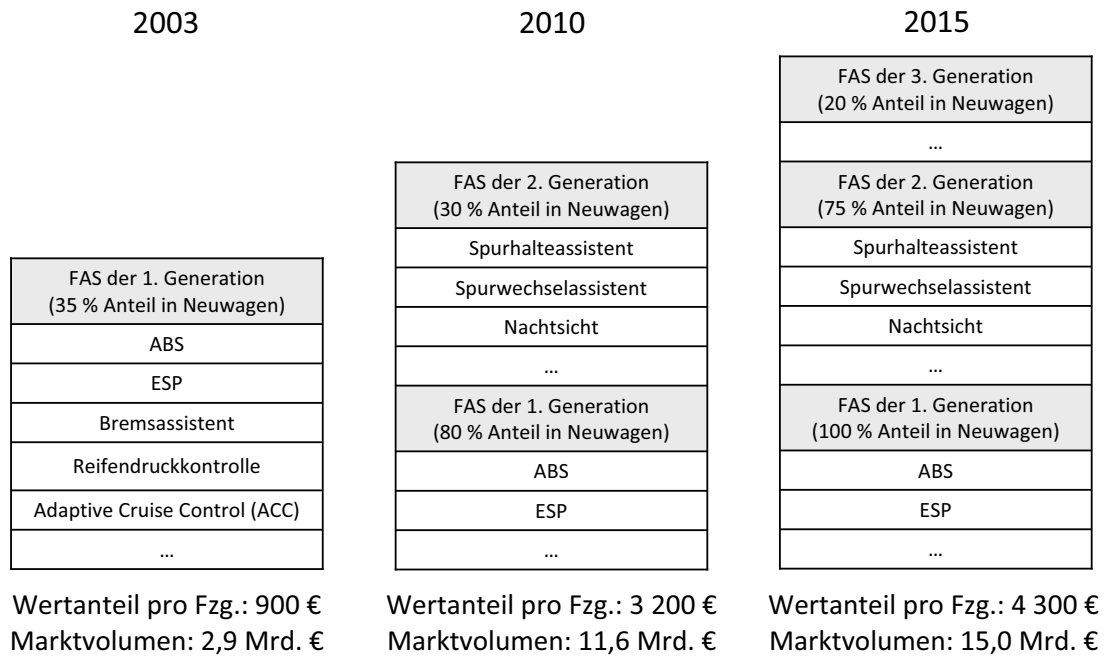 2003
FAS der 1. Generation
(35 % Anteil in Neuwagen)
ABS
ESP
Bremsassistent
Reifendruckkontrolle
Adaptive Cruise Control (ACC)
...
Wertanteil pro Fzg.: 900 €
Marktvolumen: 2,9 Mrd. €
2010
FAS der 2. Generation
(30 % Anteil in Neuwagen)
Spurhalteassistent
Spurwechselassistent
Nachtsicht
...
FAS der 1. Generation
(80 % Anteil in Neuwagen)
ABS
ESP
...
Wertanteil pro Fzg.: 3 200 €
Marktvolumen: 11,6 Mrd. €
2015
FAS der 3. Generation
(20 % Anteil in Neuwagen)
...
FAS der 2. Generation
(75 % Anteil in Neuwagen)
Spurhalteassistent
Spurwechselassistent
Nachtsicht
...
FAS der 1. Generation
(100 % Anteil in Neuwagen)
ABS
ESP
...
Wertanteil pro Fzg.: 4 300 €
Marktvolumen: 15,0 Mrd. €